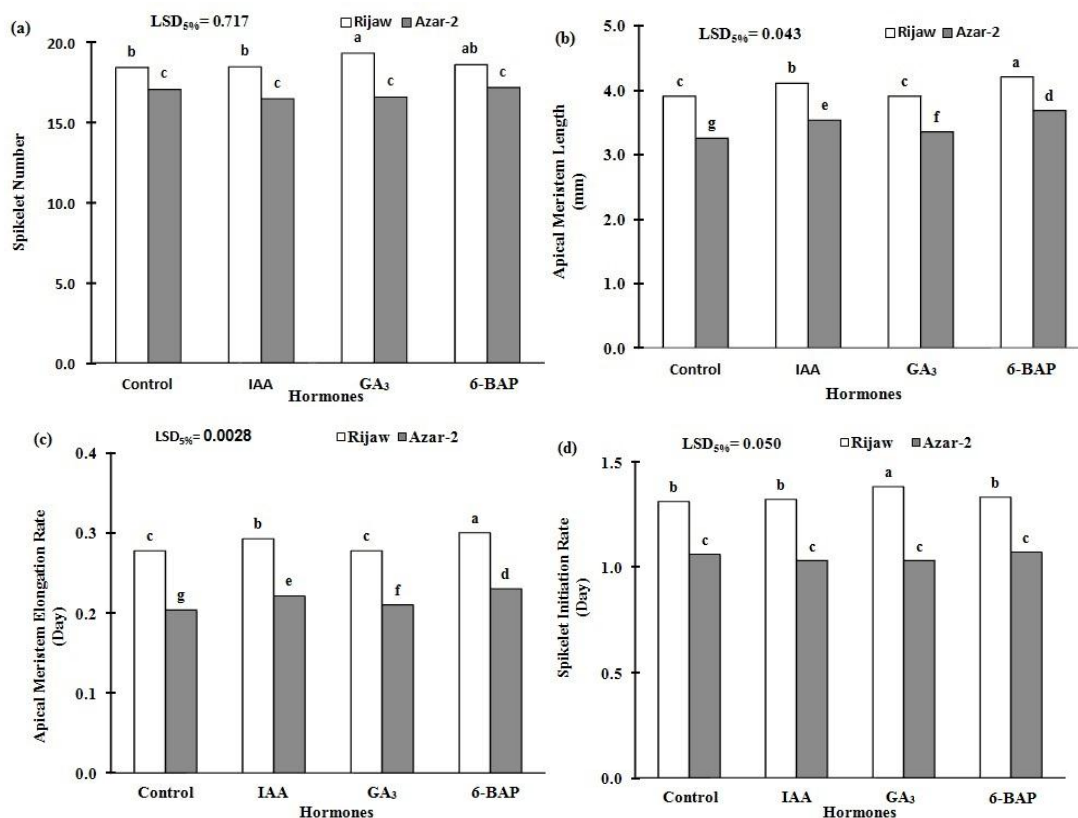 (a)
LSD5%= 0.717
Rijaw Azar-2
20.0
15.0
10.0
5.0
0.0
Spikelet Number
b c b c a c ab c
Control IAA GA3 6-BAP
Hormones
(b)
LSD5%= 0.043
Rijaw Azar-2
5.0
4.0
3.0
2.0
1.0
0.0
Apical Meristem Length
(mm)
c g b e c f a d
Control IAA GA3 6-BAP
Hormones
(c)
LSD5%= 0.0028
Rijaw Azar-2
0.4
0.3
0.2
0.1
0.0
Apical Meristem Elongation Rate
(Day)
c g b e c f a d
Control IAA GA3 6-BAP
Hormones
(d)
LSD5%= 0.050
Rijaw Azar-2
1.5
1.0
0.5
0.0
Spikelet Initiation Rate
(Day)
b c b c a c b c
Control IAA GA3 6-BAP
Hormones